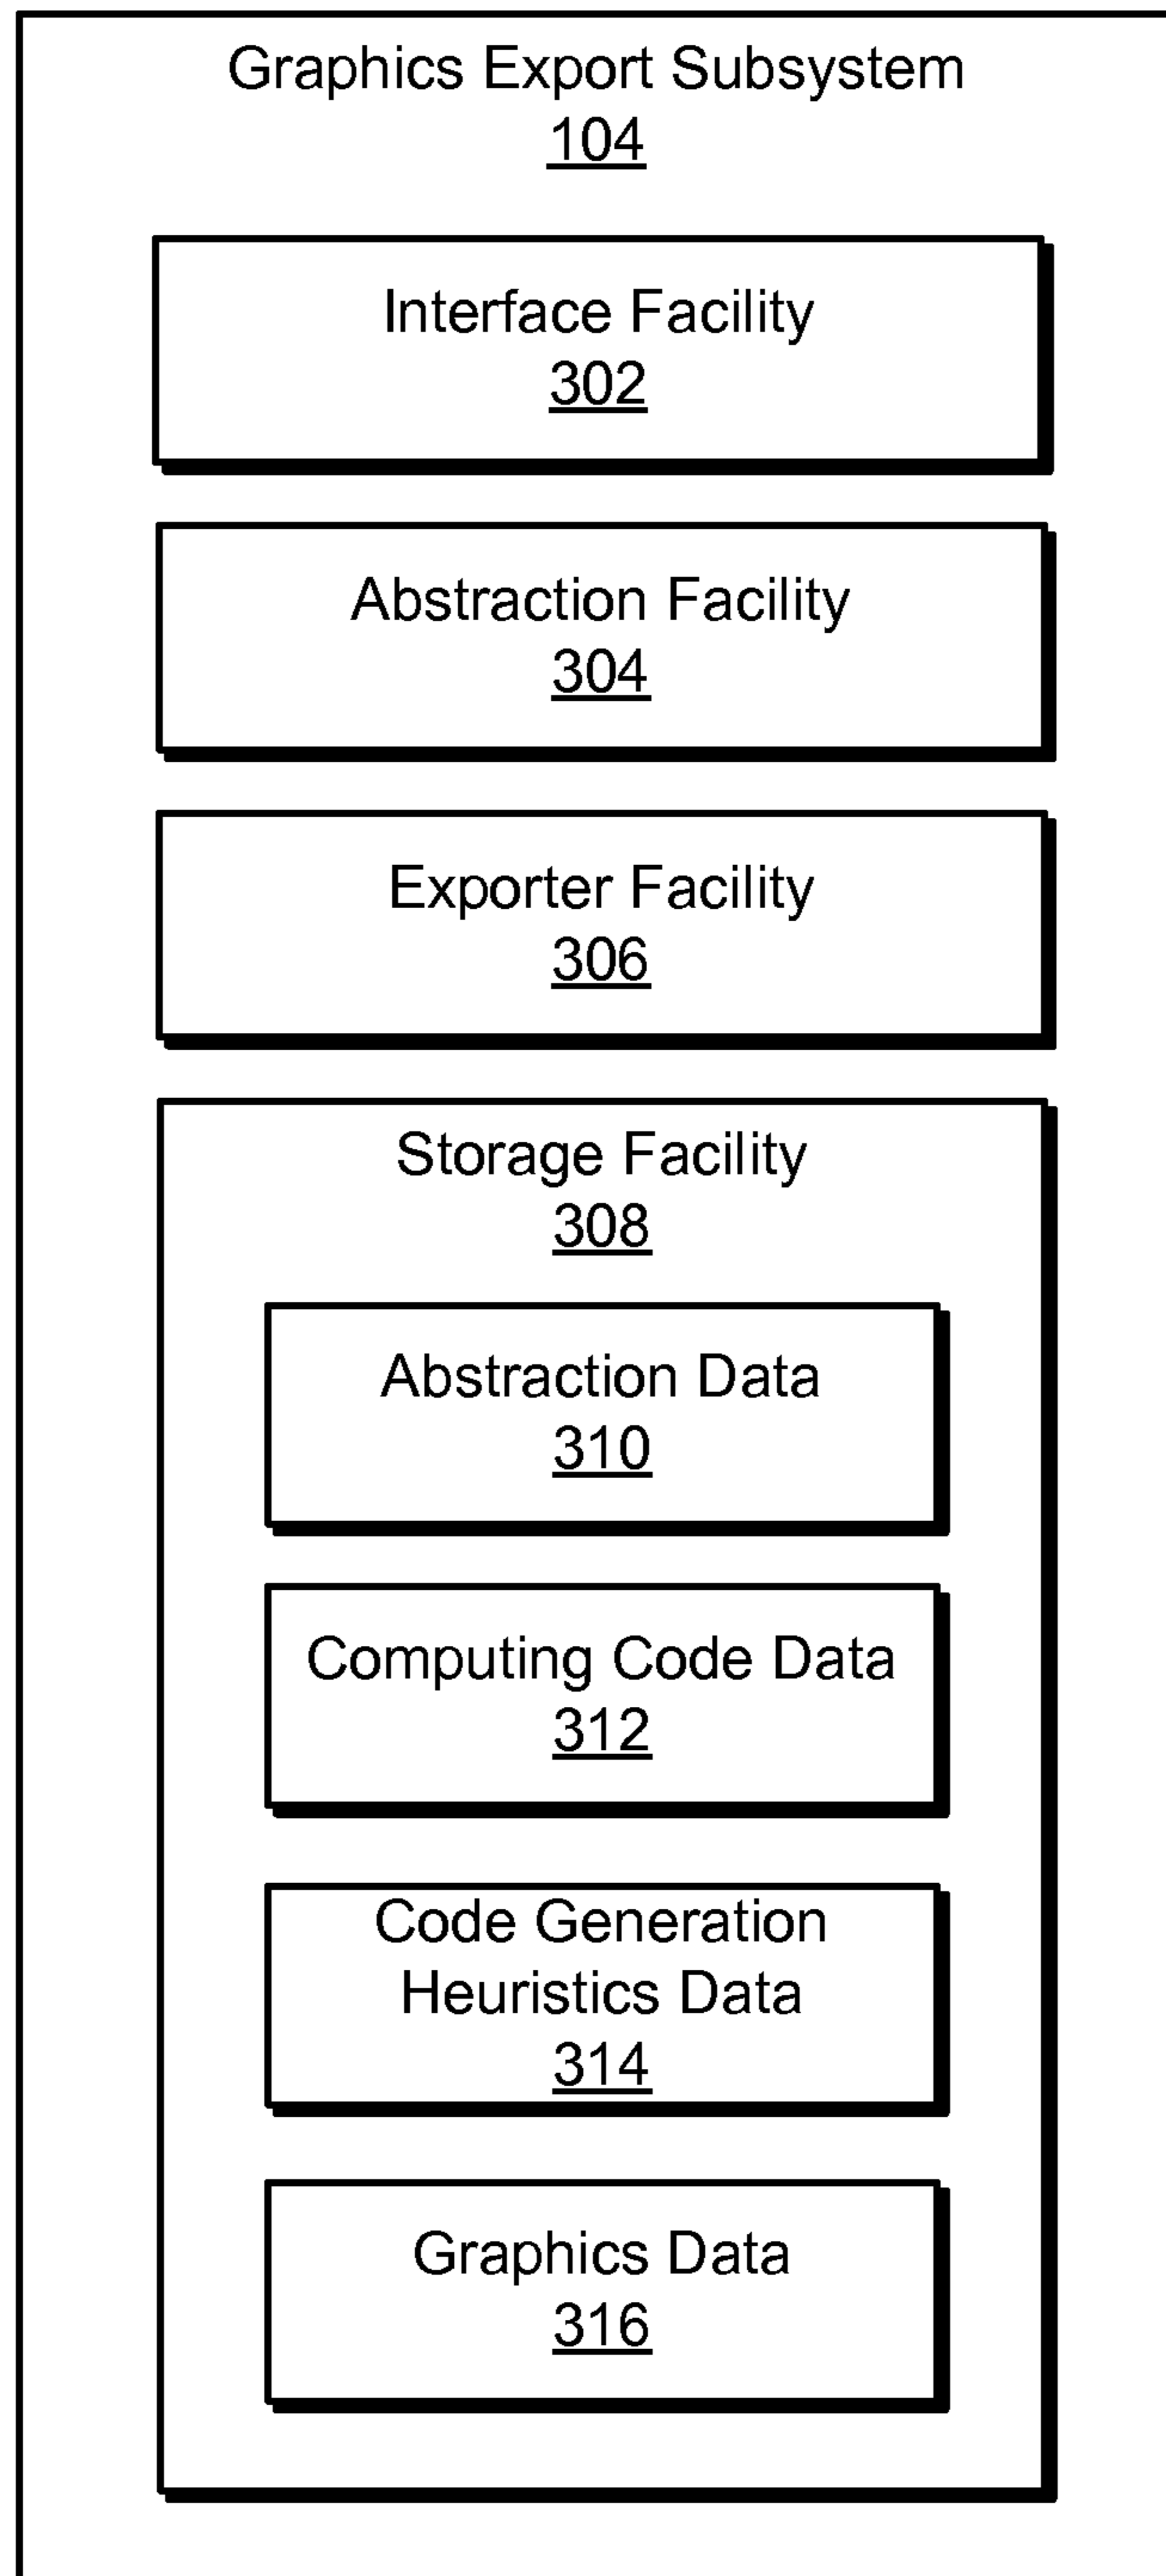 Graphics Export Subsystem
104
Interface Facility
302
Abstraction Facility
304
Exporter Facility
306
Storage Facility
308
Abstraction Data
310
Computing Code Data
312
Code Generation
Heuristics Data
314
Graphics Data
316